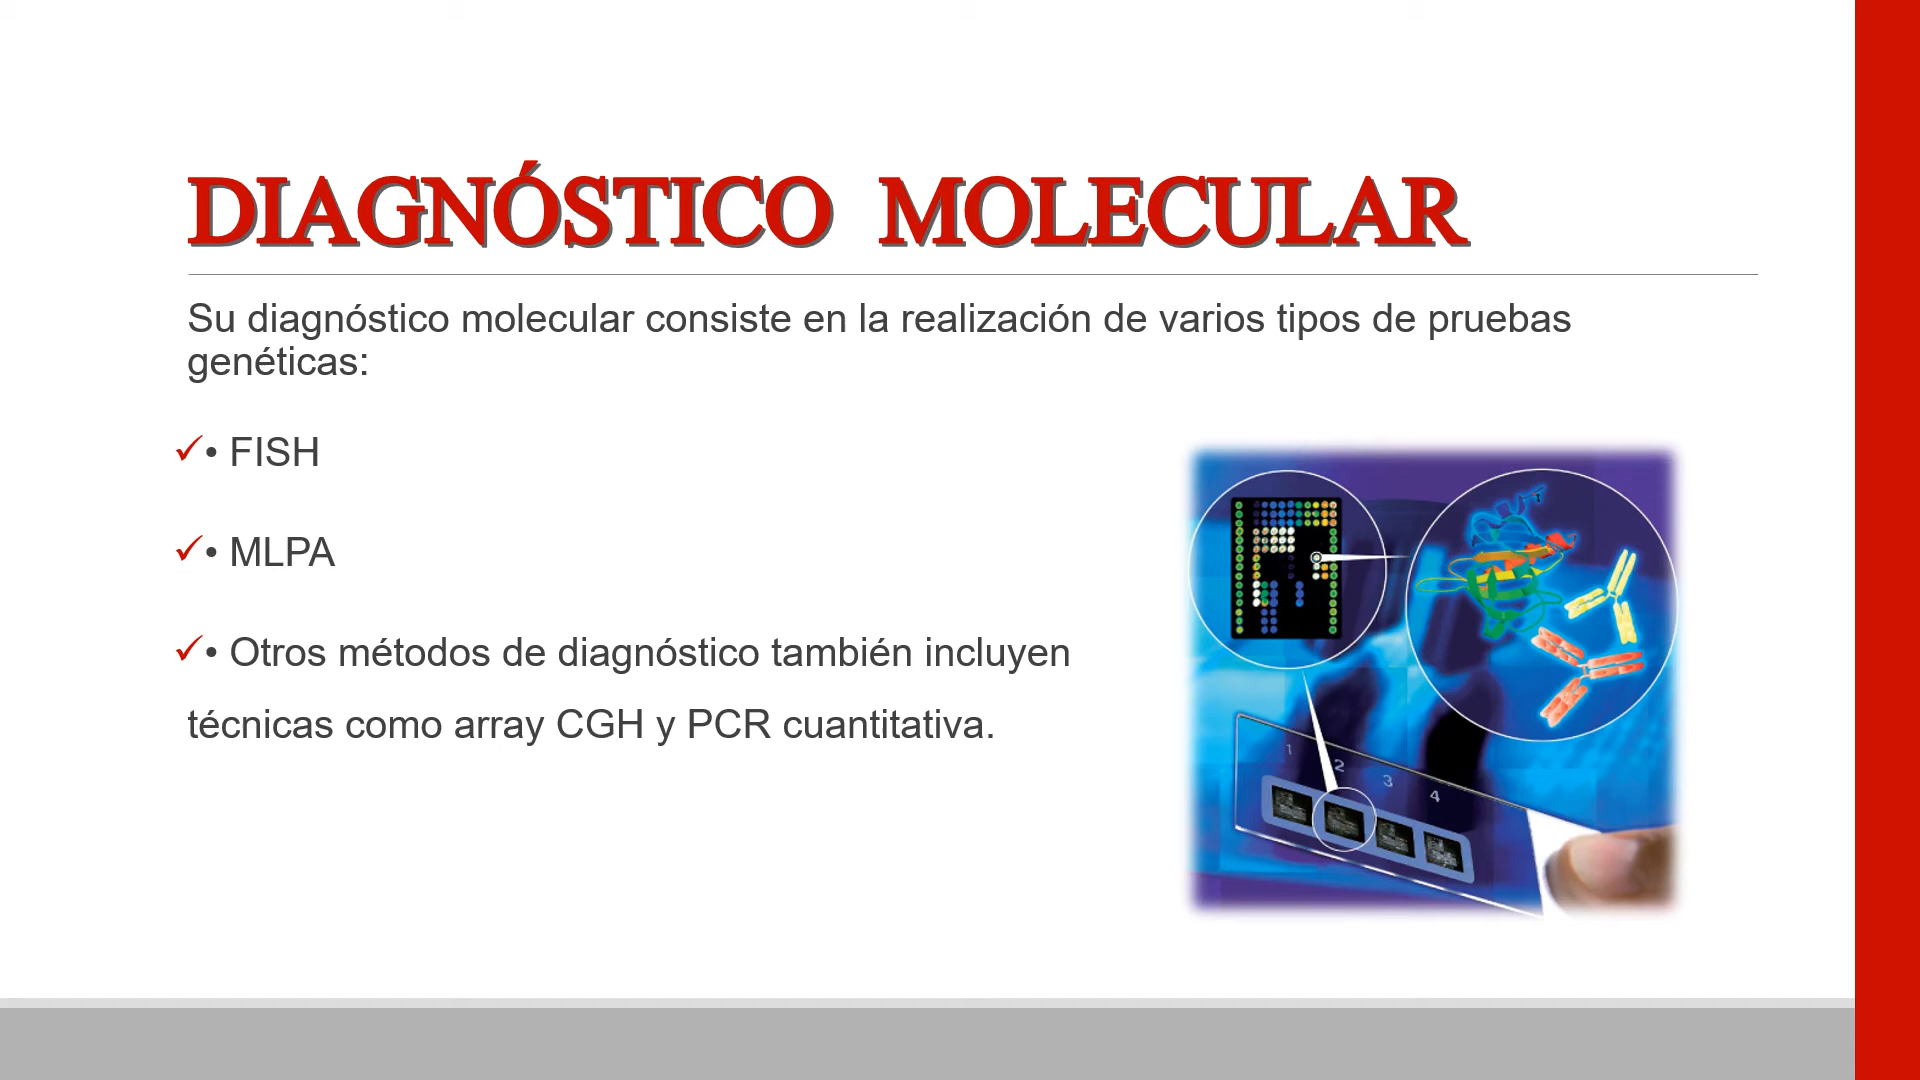 DIAGNÓSTICO MOLECULAR
Su diagnóstico molecular consiste en la realización de varios tipos de pruebas
genéticas:
✓• FISH
✓• MLPA
✓• Otros métodos de diagnóstico también incluyen
técnicas como array CGH y PCR cuantitativa.
1 2 3 4